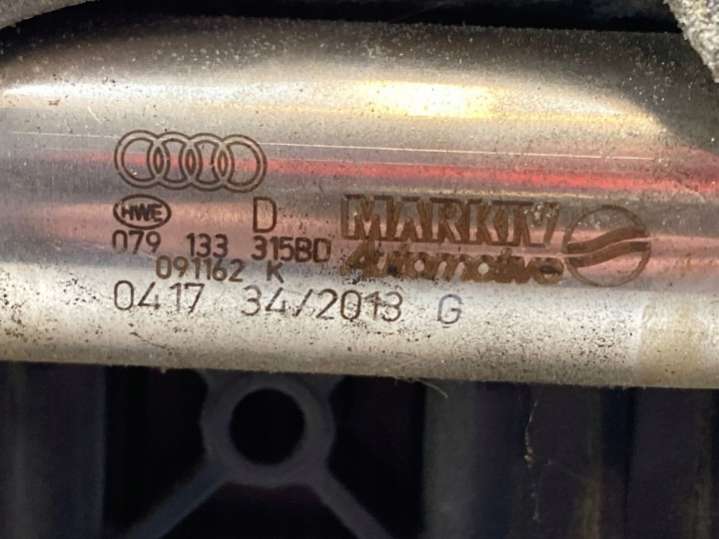 HWE D
079 133 315BD
091162 K
0417 34/2013 G
MARK IV
Automotive